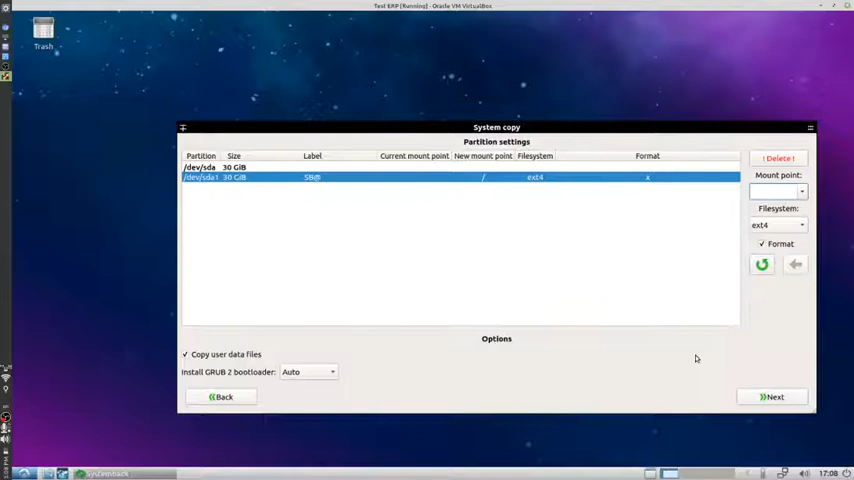 Test ERP [Running] - Oracle VM VirtualBox
Trash
System copy
Partition settings
Partition Size Label Current mount point New mount point Filesystem Format
/dev/sda 30 GiB
/dev/sda1 30 GiB SB@ / ext4 x
! Delete !
Mount point:
Filesystem:
ext4
Format
Options
Copy user data files
Install GRUB 2 bootloader: Auto
Back
Next
Systemback
17:08